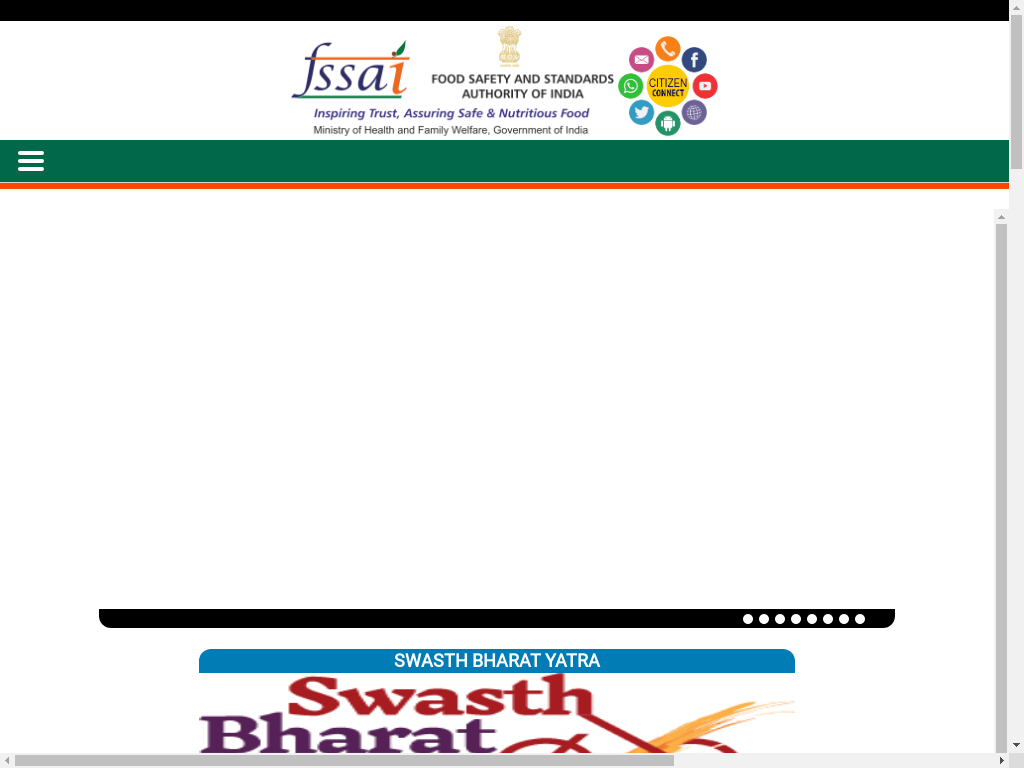 fssai
FOOD SAFETY AND STANDARDS
AUTHORITY OF INDIA
Inspiring Trust, Assuring Safe & Nutritious Food
Ministry of Health and Family Welfare, Government of India
CITIZEN
CONNECT
SWASTH BHARAT YATRA
Swasth
Bharat